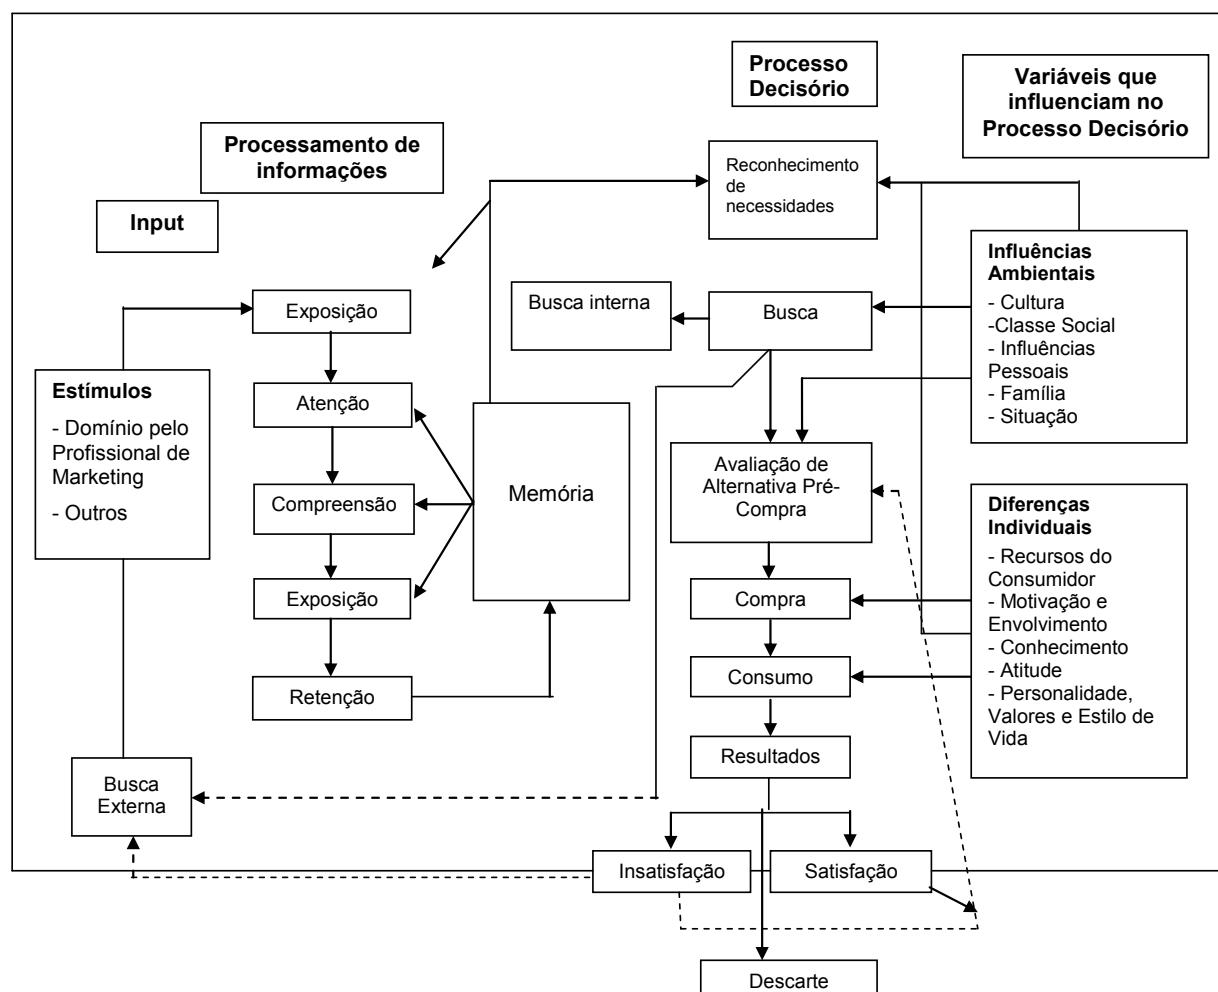 Processo
Decisório
Variáveis que
influenciam no
Processo Decisório
Processamento de
informações
Input
Reconhecimento
de
necessidades
Influências
Ambientais
- Cultura
-Classe Social
- Influências
Pessoais
- Família
- Situação
Busca interna
Busca
Exposição
Estímulos
- Domínio pelo
Profissional de
Marketing
- Outros
Atenção
Memória
Compreensão
Exposição
Retenção
Avaliação de
Alternativa Pré-
Compra
Diferenças
Individuais
- Recursos do
Consumidor
- Motivação e
Envolvimento
- Conhecimento
- Atitude
- Personalidade,
Valores e Estilo de
Vida
Compra
Consumo
Resultados
Busca
Externa
Insatisfação
Satisfação
Descarte